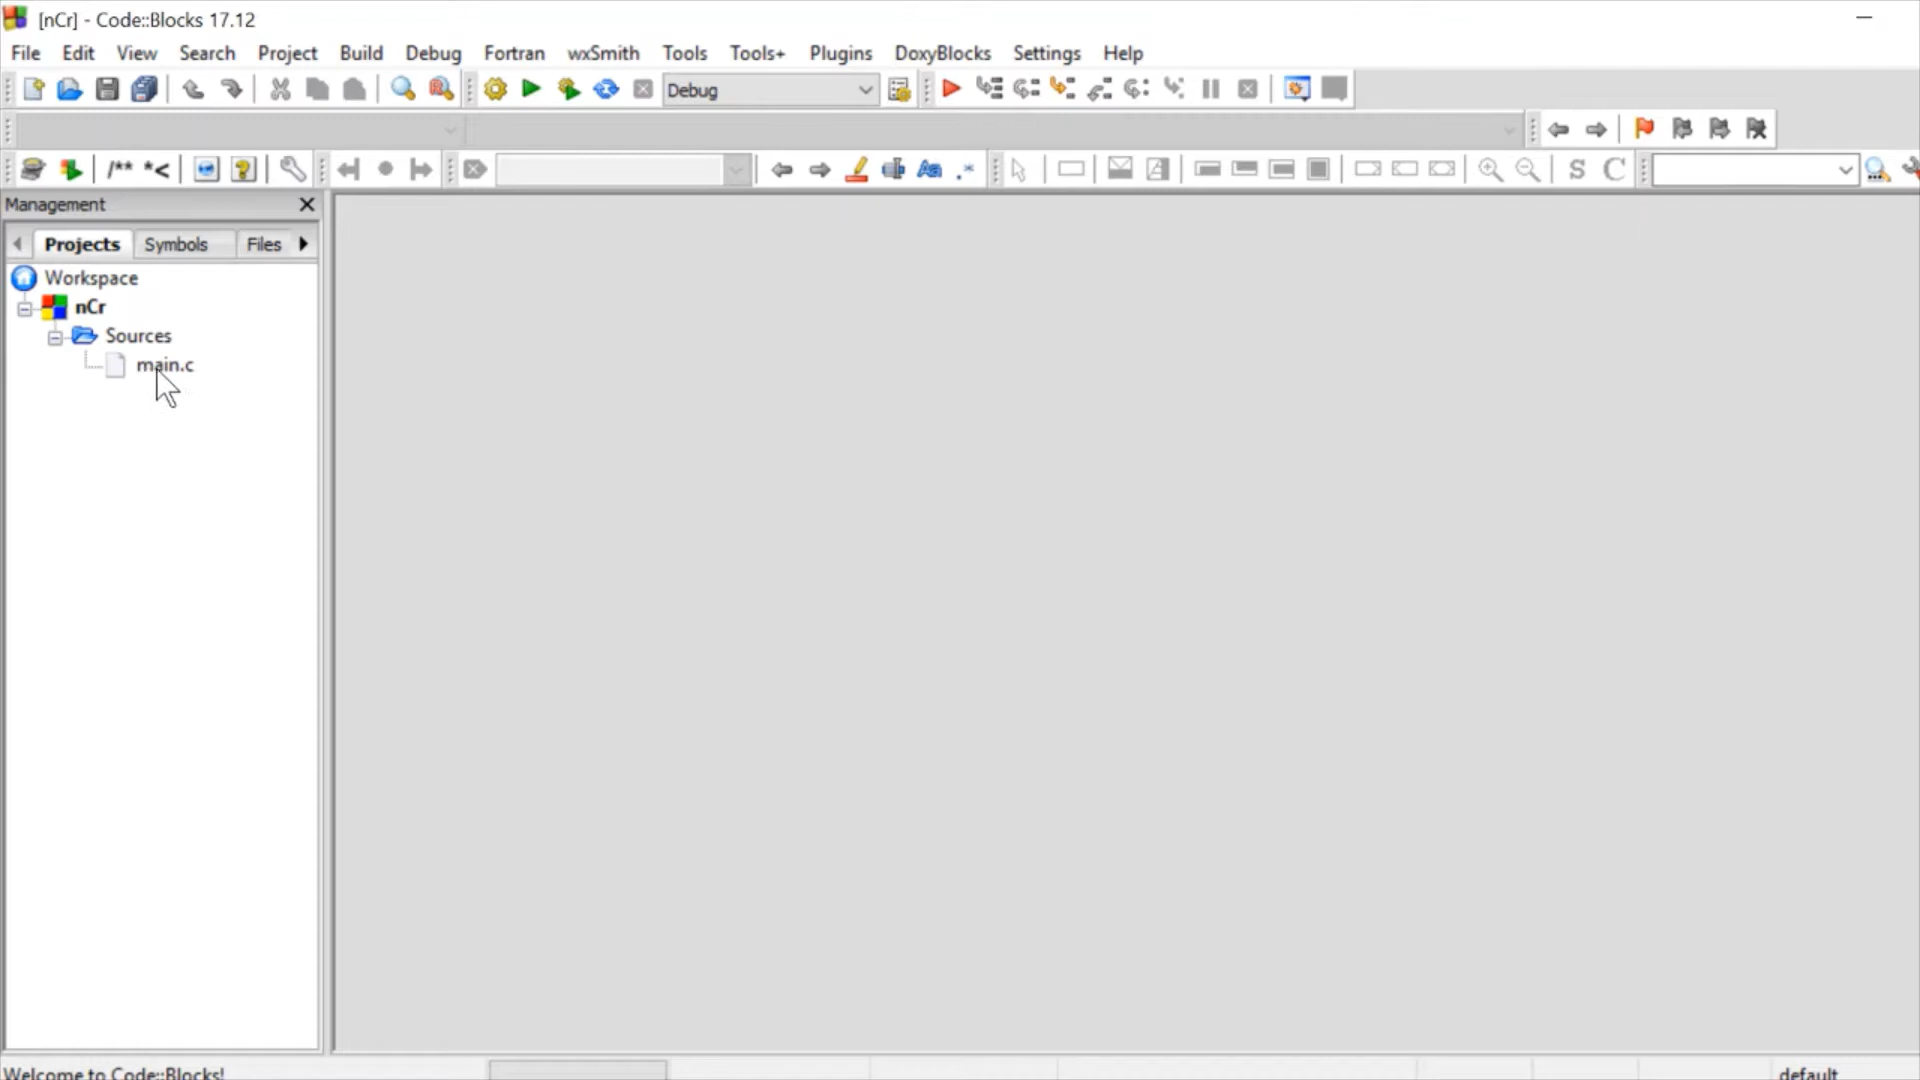 [nCr] - Code::Blocks 17.12
File Edit View Search Project Build Debug Fortran wxSmith Tools Tools+ Plugins DoxyBlocks Settings Help
Debug
/** *< Aa .* S C
Management
Projects Symbols Files
Workspace
nCr
Sources
main.c
Welcome to Code::Blocks! default